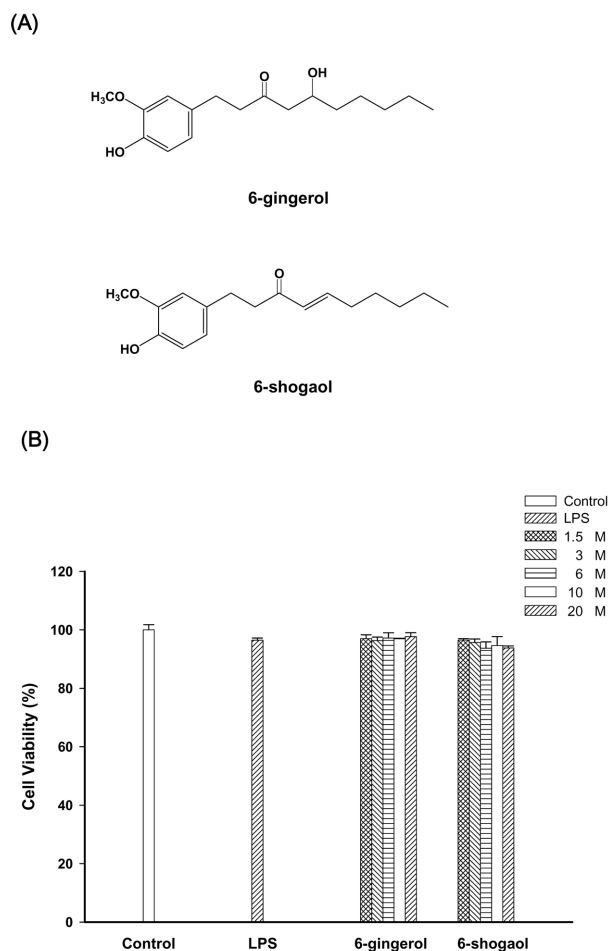 (A)
O
OH
H₃CO
HO
6-gingerol
O
H₃CO
HO
6-shogaol
(B)
Control
LPS
1.5 M
3 M
6 M
10 M
20 M
120
100
80
60
40
20
0
Cell Viability (%)
Control LPS 6-gingerol 6-shogaol